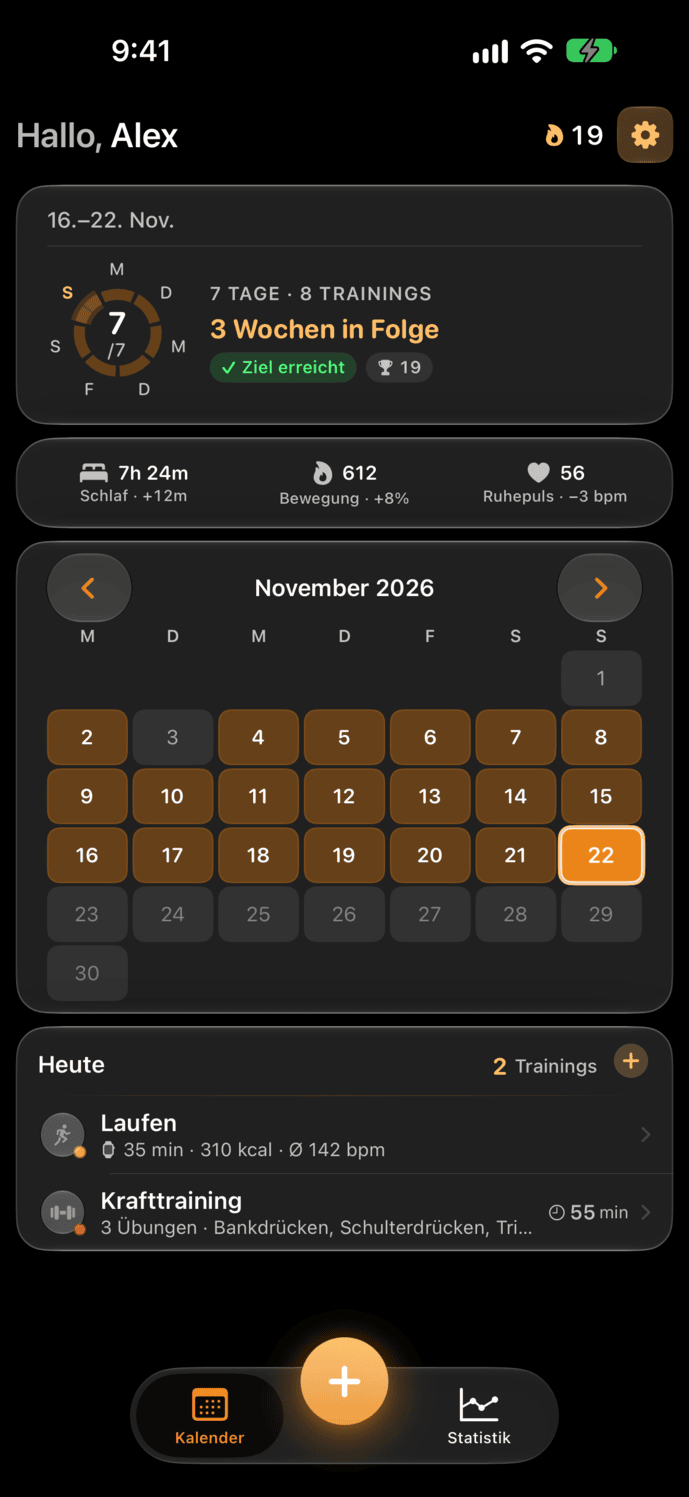 9:41
Hallo, Alex
19
16.–22. Nov.
M
S
D
7
/7
S
M
F
D
7 TAGE · 8 TRAININGS
3 Wochen in Folge
✓ Ziel erreicht
19
7h 24m
Schlaf · +12m
612
Bewegung · +8%
56
Ruhepuls · −3 bpm
November 2026
M D M D F S S
1
2 3 4 5 6 7 8
9 10 11 12 13 14 15
16 17 18 19 20 21 22
23 24 25 26 27 28 29
30
Heute
2 Trainings
Laufen
35 min · 310 kcal · Ø 142 bpm
Krafttraining
3 Übungen · Bankdrücken, Schulterdrücken, Tri...
55 min
Kalender
Statistik